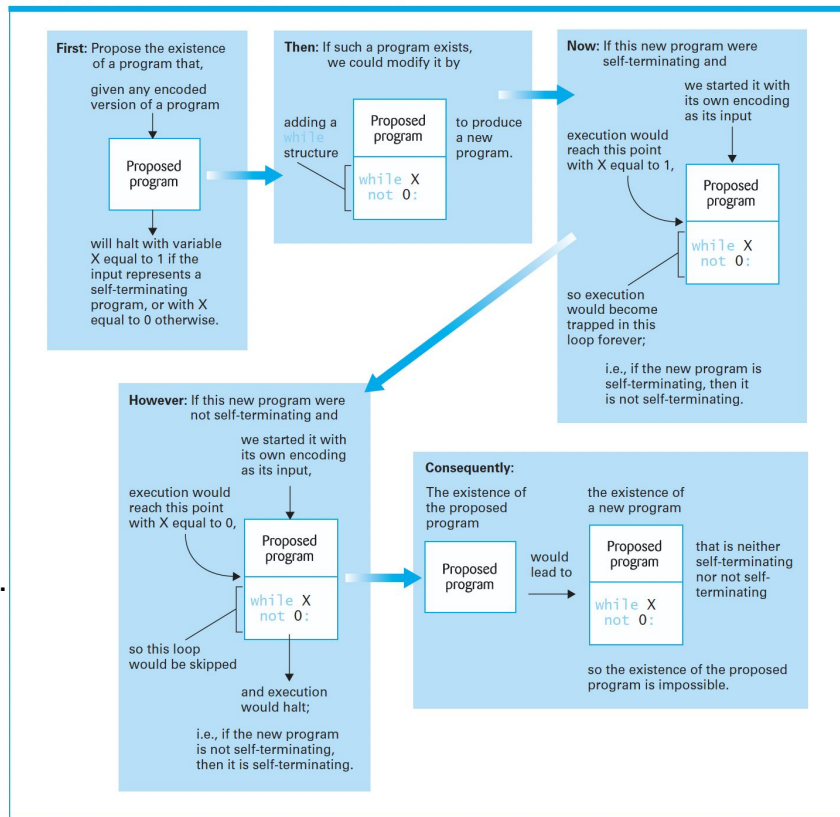 First: Propose the existence
of a program that,
given any encoded
version of a program
Proposed
program
will halt with variable
X equal to 1 if the
input represents a
self-terminating
program, or with X
equal to 0 otherwise.
Then: If such a program exists,
we could modify it by
adding a
while
structure
Proposed
program
while X
not 0:
to produce
a new
program.
Now: If this new program were
self-terminating and
we started it with
its own encoding
as its input
execution would
reach this point
with X equal to 1,
Proposed
program
while X
not 0:
so execution
would become
trapped in this
loop forever;
i.e., if the new program is
self-terminating, then it
is not self-terminating.
However: If this new program were
not self-terminating and
we started it with
its own encoding
as its input,
execution would
reach this point
with X equal to 0,
Proposed
program
while X
not 0:
so this loop
would be skipped
and execution
would halt;
i.e., if the new program
is not self-terminating,
then it is self-terminating.
Consequently:
The existence of
the proposed
program
Proposed
program
would
lead to
the existence of
a new program
Proposed
program
while X
not 0:
that is neither
self-terminating
nor not self-
terminating
so the existence of the proposed
program is impossible.